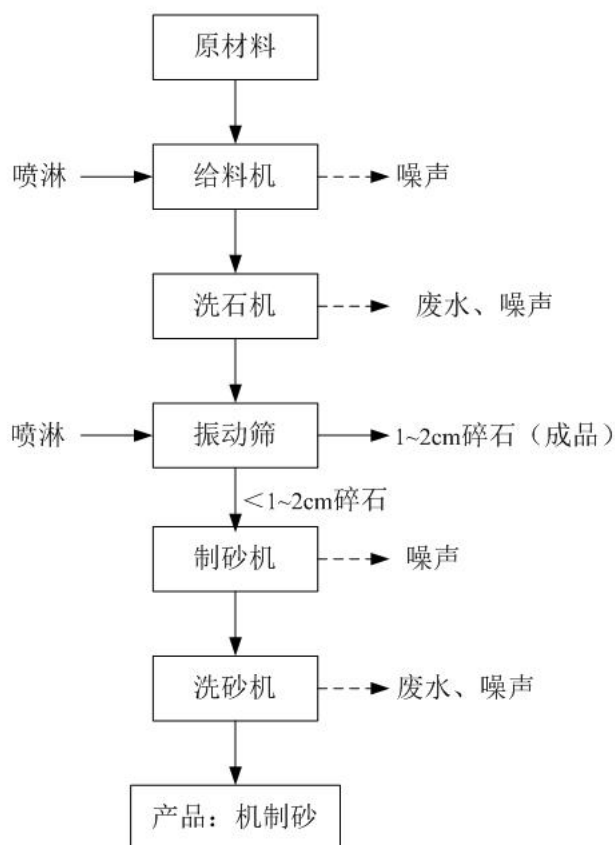 原材料
喷淋
给料机
噪声
洗石机
废水、噪声
喷淋
振动筛
1~2cm碎石（成品）
＜1~2cm碎石
制砂机
噪声
洗砂机
废水、噪声
产品：机制砂